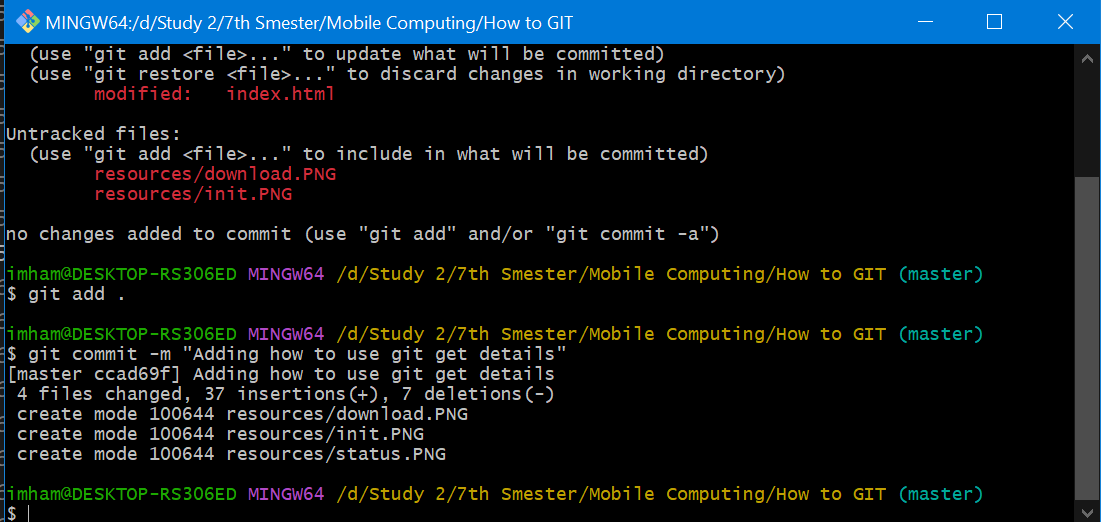 MINGW64:/d/Study 2/7th Smester/Mobile Computing/How to GIT
(use "git add <file>..." to update what will be committed)
(use "git restore <file>..." to discard changes in working directory)
modified:   index.html
Untracked files:
(use "git add <file>..." to include in what will be committed)
resources/download.PNG
resources/init.PNG
no changes added to commit (use "git add" and/or "git commit -a")
imham@DESKTOP-RS306ED MINGW64 /d/Study 2/7th Smester/Mobile Computing/How to GIT (master)
$ git add .
imham@DESKTOP-RS306ED MINGW64 /d/Study 2/7th Smester/Mobile Computing/How to GIT (master)
$ git commit -m "Adding how to use git get details"
[master ccad69f] Adding how to use git get details
4 files changed, 37 insertions(+), 7 deletions(-)
create mode 100644 resources/download.PNG
create mode 100644 resources/init.PNG
create mode 100644 resources/status.PNG
imham@DESKTOP-RS306ED MINGW64 /d/Study 2/7th Smester/Mobile Computing/How to GIT (master)
$